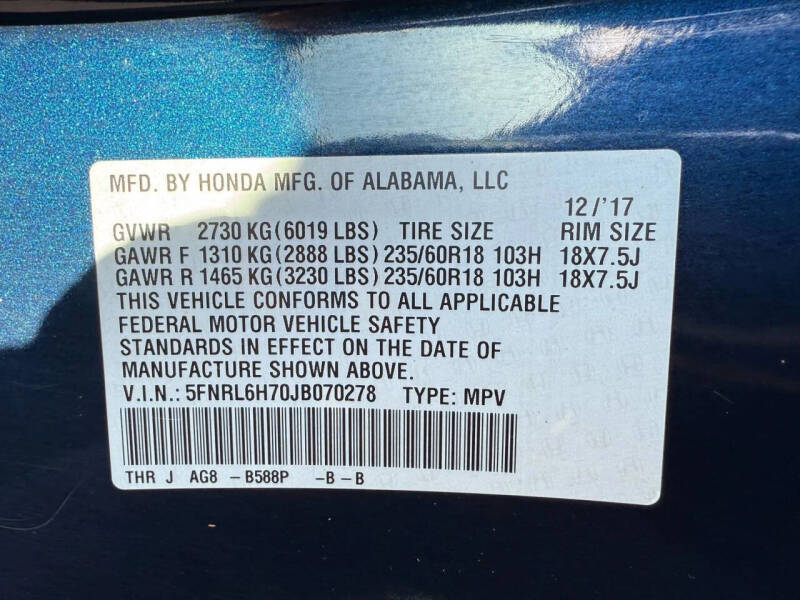 MFD. BY HONDA MFG. OF ALABAMA, LLC
12/'17
GVWR 2730 KG (6019 LBS) TIRE SIZE RIM SIZE
GAWR F 1310 KG (2888 LBS) 235/60R18 103H 18X7.5J
GAWR R 1465 KG (3230 LBS) 235/60R18 103H 18X7.5J
THIS VEHICLE CONFORMS TO ALL APPLICABLE
FEDERAL MOTOR VEHICLE SAFETY
STANDARDS IN EFFECT ON THE DATE OF
MANUFACTURE SHOWN ABOVE.
V.I.N.: 5FNRL6H70JB070278 TYPE: MPV
THR J AG8 – B588P –B – B